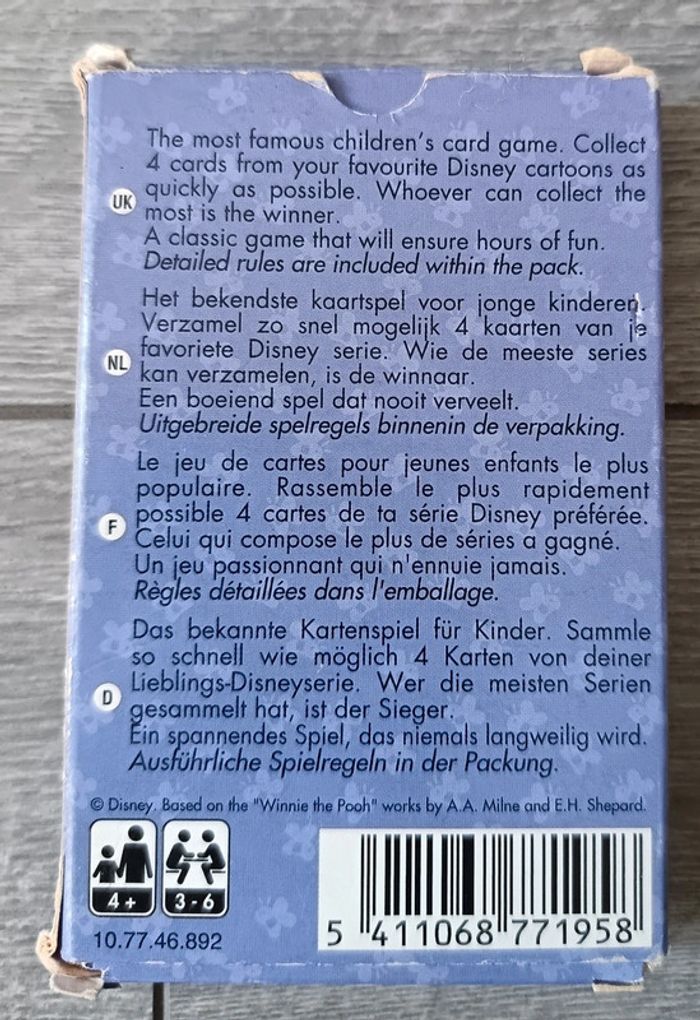 The most famous children's card game. Collect
4 cards from your favourite Disney cartoons as
UK
quickly as possible. Whoever can collect the
most is the winner.
A classic game that will ensure hours of fun.
Detailed rules are included within the pack.
Het bekendste kaartspel voor jonge kinderen.
Verzamel zo snel mogelijk 4 kaarten van je
NL
favoriete Disney serie. Wie de meeste series
kan verzamelen, is de winnaar.
Een boeiend spel dat nooit verveelt.
Uitgebreide spelregels binnenin de verpakking.
Le jeu de cartes pour jeunes enfants le plus
populaire. Rassemble le plus rapidement
F
possible 4 cartes de ta série Disney préférée.
Celui qui compose le plus de séries a gagné.
Un jeu passionnant qui n'ennuie jamais.
Règles détaillées dans l'emballage.
Das bekannte Kartenspiel für Kinder. Sammle
so schnell wie möglich 4 Karten von deiner
D
Lieblings-Disneyserie. Wer die meisten Serien
gesammelt hat, ist der Sieger.
Ein spannendes Spiel, das niemals langweilig wird.
Ausführliche Spielregeln in der Packung.
© Disney. Based on the "Winnie the Pooh" works by A.A. Milne and E.H. Shepard.
4+
3-6
10.77.46.892
5 411068 771958